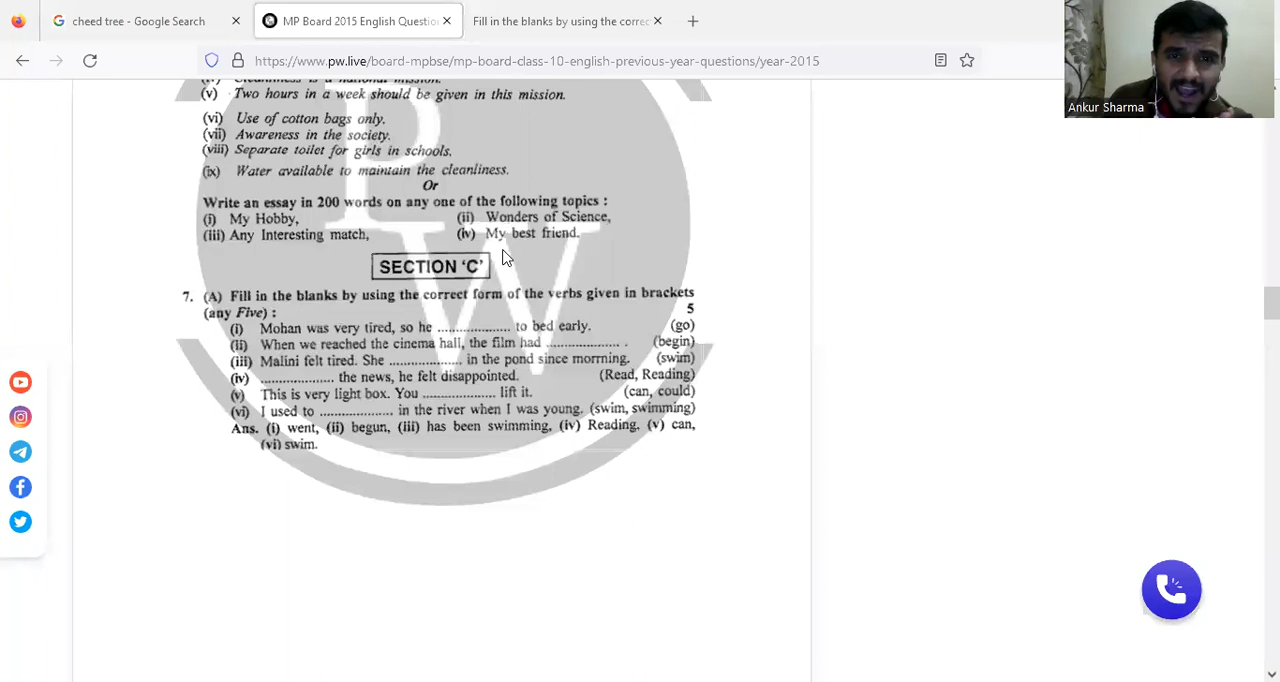 cheed tree - Google Search
MP Board 2015 English Questio
Fill in the blanks by using the correc
https://www.pw.live/board-mpbse/mp-board-class-10-english-previous-year-questions/year-2015
Ankur Sharma
(iv) Cleanliness is a national mission.
(v) Two hours in a week should be given in this mission.
(vi) Use of cotton bags only.
(vii) Awareness in the society.
(viii) Separate toilet for girls in schools.
(ix) Water available to maintain the cleanliness.
Or
Write an essay in 200 words on any one of the following topics :
(i) My Hobby, (ii) Wonders of Science,
(iii) Any Interesting match, (iv) My best friend.
SECTION 'C'
7. (A) Fill in the blanks by using the correct form of the verbs given in brackets
(any Five) : 5
(i) Mohan was very tired, so he .................... to bed early. (go)
(ii) When we reached the cinema hall, the film had .................... . (begin)
(iii) Malini felt tired. She .................... in the pond since morrning. (swim)
(iv) .................... the news, he felt disappointed. (Read, Reading)
(v) This is very light box. You .................... lift it. (can, could)
(vi) I used to .................... in the river when I was young. (swim, swimming)
Ans. (i) went, (ii) begun, (iii) has been swimming, (iv) Reading, (v) can,
(vi) swim.
P
W